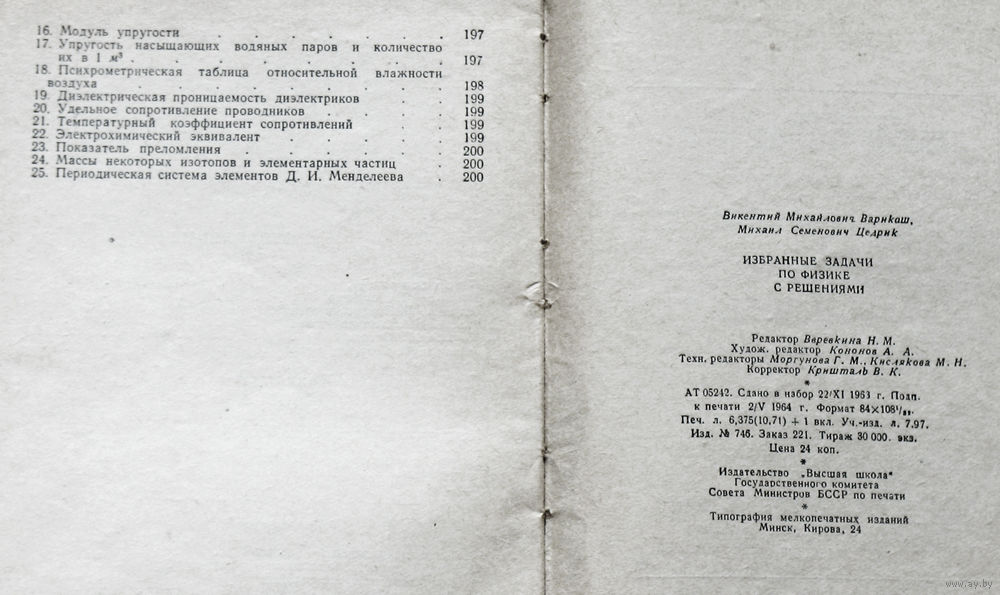 16. Модуль упругости . . . . . . . 197
17. Упругость насыщающих водяных паров и количество
их в 1 м³ . . . . . . . . 197
18. Психрометрическая таблица относительной влажности
воздуха . . . . . . . . . 198
19. Диэлектрическая проницаемость диэлектриков . . 199
20. Удельное сопротивление проводников . . . . 199
21. Температурный коэффициент сопротивлений . . 199
22. Электрохимический эквивалент . . . . . 199
23. Показатель преломления . . . . . . 200
24. Массы некоторых изотопов и элементарных частиц . 200
25. Периодическая система элементов Д. И. Менделеева . 200
Викентий Михайлович Варикаш,
Михаил Семенович Цедрик
ИЗБРАННЫЕ ЗАДАЧИ
ПО ФИЗИКЕ
С РЕШЕНИЯМИ
Редактор Веревкина Н. М.
Худож. редактор Кононов А. А.
Техн. редакторы Моргунова Г. М., Кислякова М. Н.
Корректор Кришталь В. К.
*
АТ 05242. Сдано в набор 22/XI 1963 г. Подп.
к печати 2/V 1964 г. Формат 84×108¹/₃₂.
Печ. л. 6,375(10,71) + 1 вкл. Уч.-изд. л. 7,97.
Изд. № 746. Заказ 221. Тираж 30 000. экз.
Цена 24 коп.
*
Издательство „Высшая школа"
Государственного комитета
Совета Министров БССР по печати
*
Типография мелкопечатных изданий
Минск, Кирова, 24
www.ay.by